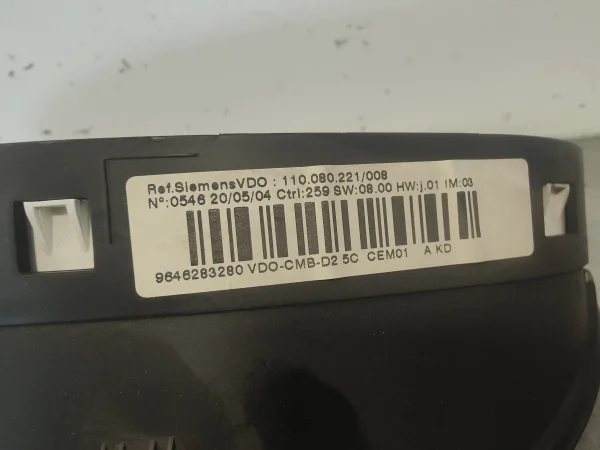 Ref.SiemensVDO : 110.080.221/008
N°:0546 20/05/04 Ctrl:259 SW:08.00 HW:j.01 IM:03
9646283280 VDO-CMB-D2 5C CEM01 A KD